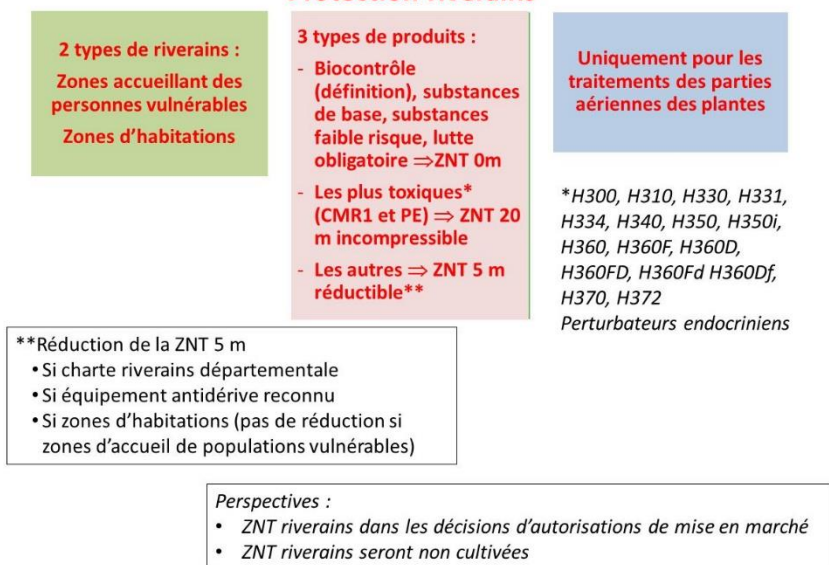 Protection riverains
2 types de riverains :
Zones accueillant des
personnes vulnérables
Zones d’habitations
3 types de produits :
- Biocontrôle
(définition), substances
de base, substances
faible risque, lutte
obligatoire ⇒ZNT 0m
- Les plus toxiques*
(CMR1 et PE) ⇒ ZNT 20
m incompressible
- Les autres ⇒ ZNT 5 m
réductible**
Uniquement pour les
traitements des parties
aériennes des plantes
*H300, H310, H330, H331,
H334, H340, H350, H350i,
H360, H360F, H360D,
H360FD, H360Fd H360Df,
H370, H372
Perturbateurs endocriniens
**Réduction de la ZNT 5 m
• Si charte riverains départementale
• Si équipement antidérive reconnu
• Si zones d’habitations (pas de réduction si
zones d’accueil de populations vulnérables)
Perspectives :
• ZNT riverains dans les décisions d’autorisations de mise en marché
• ZNT riverains seront non cultivées